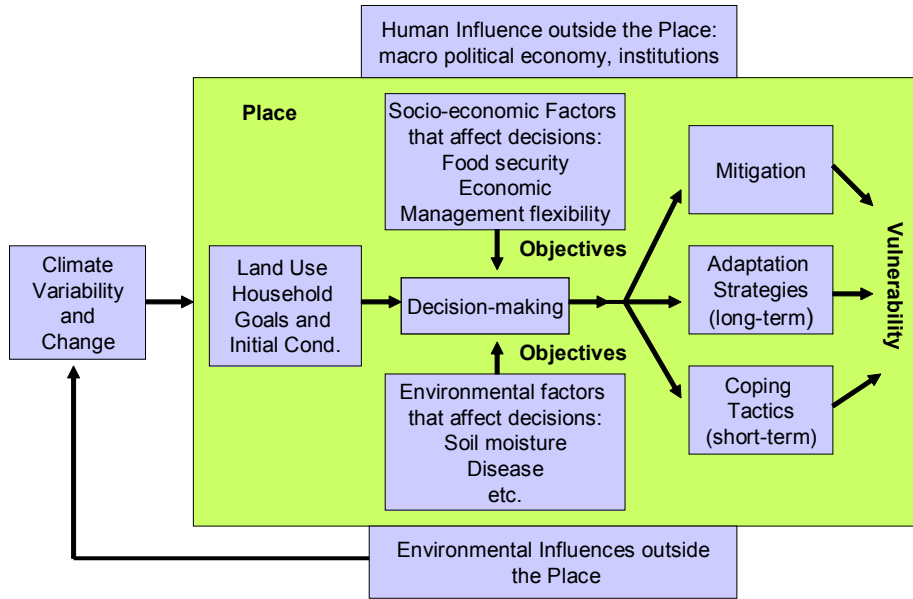 Human Influence outside the Place:
macro political economy, institutions
Place
Socio-economic Factors
that affect decisions:
Food security
Economic
Management flexibility
Objectives
Mitigation
Climate
Variability
and
Change
Land Use
Household
Goals and
Initial Cond.
Decision-making
Adaptation
Strategies
(long-term)
Vulnerability
Objectives
Environmental factors
that affect decisions:
Soil moisture
Disease
etc.
Coping
Tactics
(short-term)
Environmental Influences outside
the Place